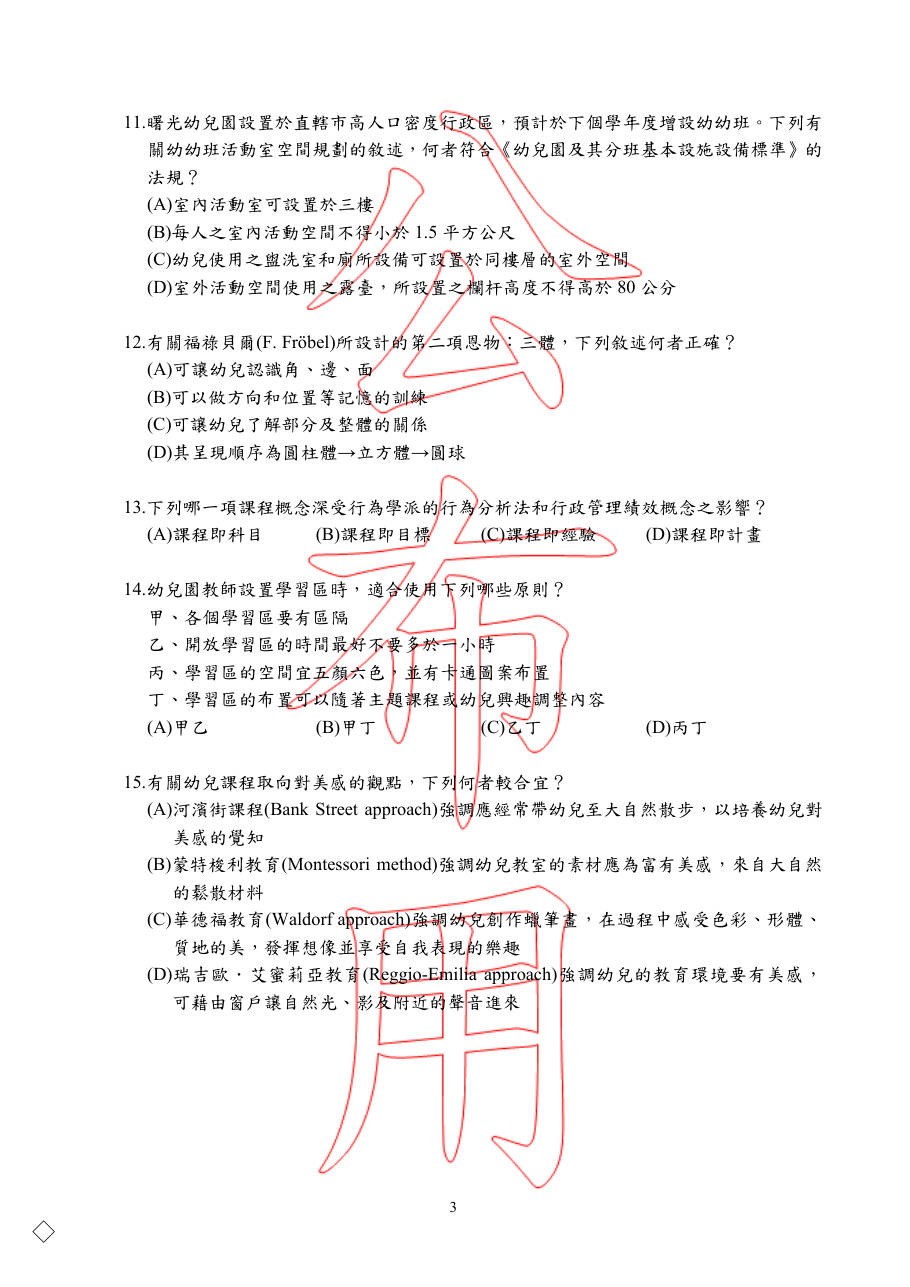 11.曙光幼兒園設置於直轄市高人口密度行政區，預計於下個學年度增設幼幼班。下列有
關幼幼班活動室空間規劃的敘述，何者符合《幼兒園及其分班基本設施設備標準》的
法規？
(A)室內活動室可設置於三樓
(B)每人之室內活動空間不得小於 1.5 平方公尺
(C)幼兒使用之盥洗室和廁所設備可設置於同樓層的室外空間
(D)室外活動空間使用之露臺，所設置之欄杆高度不得高於 80 公分
12.有關福祿貝爾(F. Fröbel)所設計的第二項恩物：三體，下列敘述何者正確？
(A)可讓幼兒認識角、邊、面
(B)可以做方向和位置等記憶的訓練
(C)可讓幼兒了解部分及整體的關係
(D)其呈現順序為圓柱體→立方體→圓球
13.下列哪一項課程概念深受行為學派的行為分析法和行政管理績效概念之影響？
(A)課程即科目 (B)課程即目標 (C)課程即經驗 (D)課程即計畫
14.幼兒園教師設置學習區時，適合使用下列哪些原則？
甲、各個學習區要有區隔
乙、開放學習區的時間最好不要多於一小時
丙、學習區的空間宜五顏六色，並有卡通圖案布置
丁、學習區的布置可以隨著主題課程或幼兒興趣調整內容
(A)甲乙 (B)甲丁 (C)乙丁 (D)丙丁
15.有關幼兒課程取向對美感的觀點，下列何者較合宜？
(A)河濱街課程(Bank Street approach)強調應經常帶幼兒至大自然散步，以培養幼兒對
美感的覺知
(B)蒙特梭利教育(Montessori method)強調幼兒教室的素材應為富有美感，來自大自然
的鬆散材料
(C)華德福教育(Waldorf approach)強調幼兒創作蠟筆畫，在過程中感受色彩、形體、
質地的美，發揮想像並享受自我表現的樂趣
(D)瑞吉歐．艾蜜莉亞教育(Reggio-Emilia approach)強調幼兒的教育環境要有美感，
可藉由窗戶讓自然光、影及附近的聲音進來
公
布
用
3